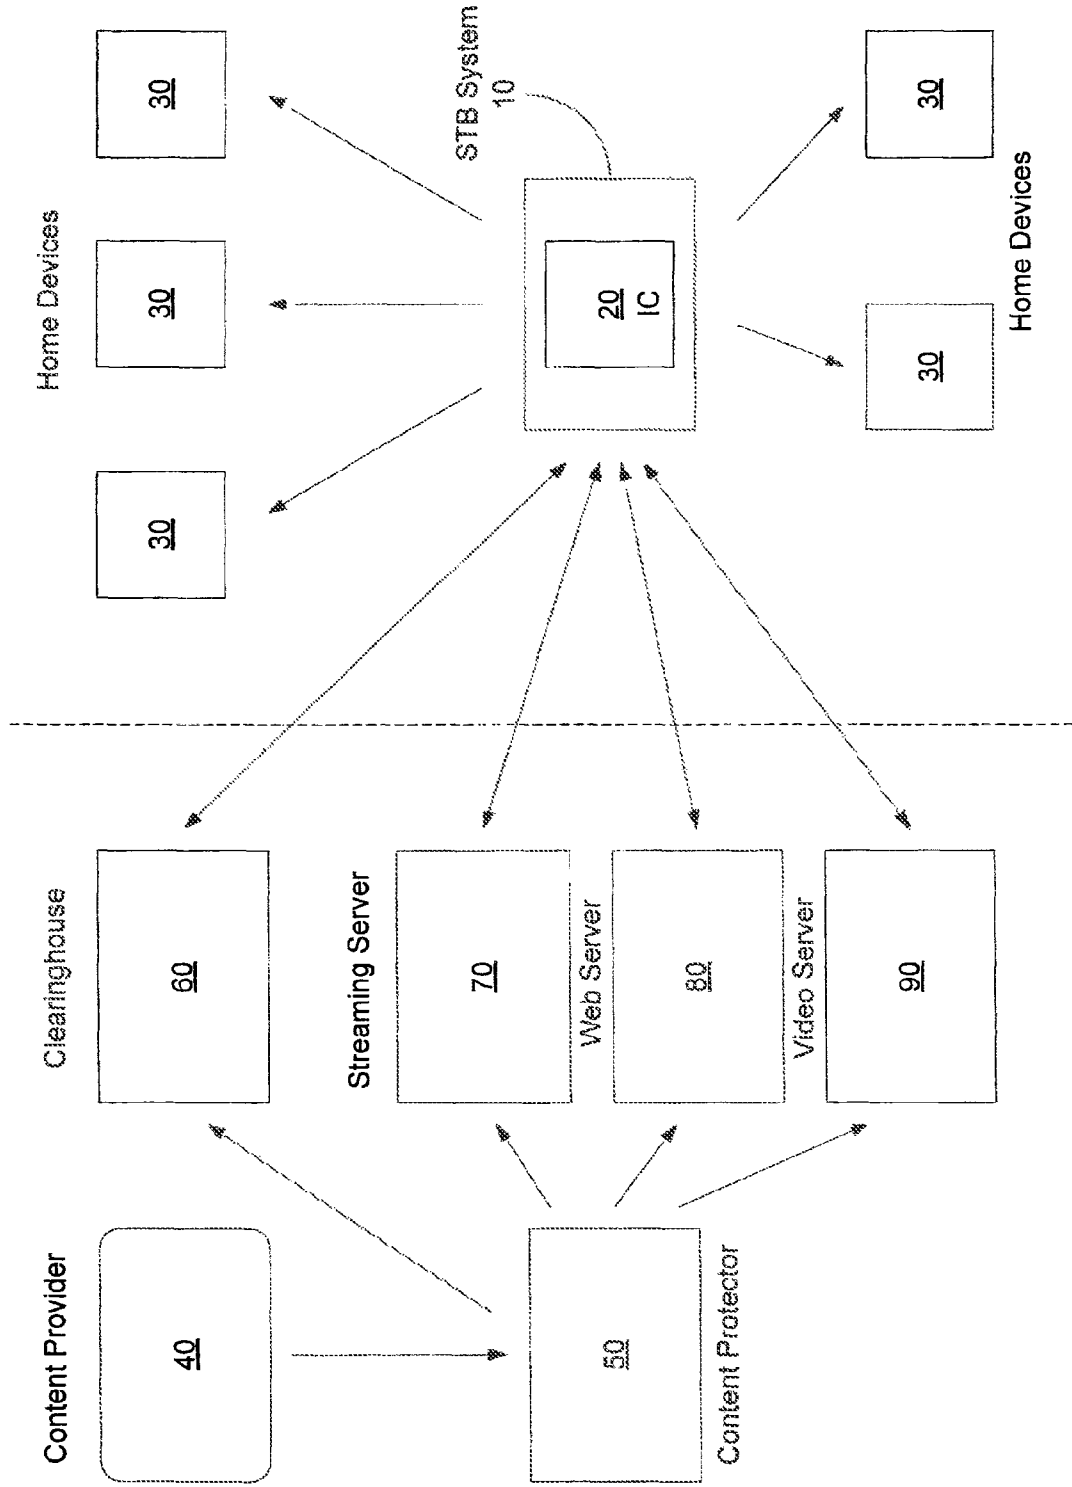 Content Provider
40
Clearinghouse
60
Home Devices
30
30
30
Streaming Server
70
STB System
10
20
IC
50
Content Protector
Web Server
80
Video Server
90
30
30
Home Devices